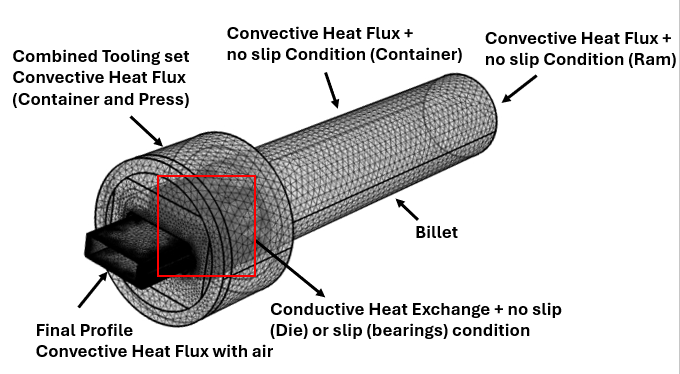 Convective Heat Flux +
no slip Condition (Container)
Convective Heat Flux +
no slip Condition (Ram)
Combined Tooling set
Convective Heat Flux
(Container and Press)
Billet
Conductive Heat Exchange + no slip
(Die) or slip (bearings) condition
Final Profile
Convective Heat Flux with air